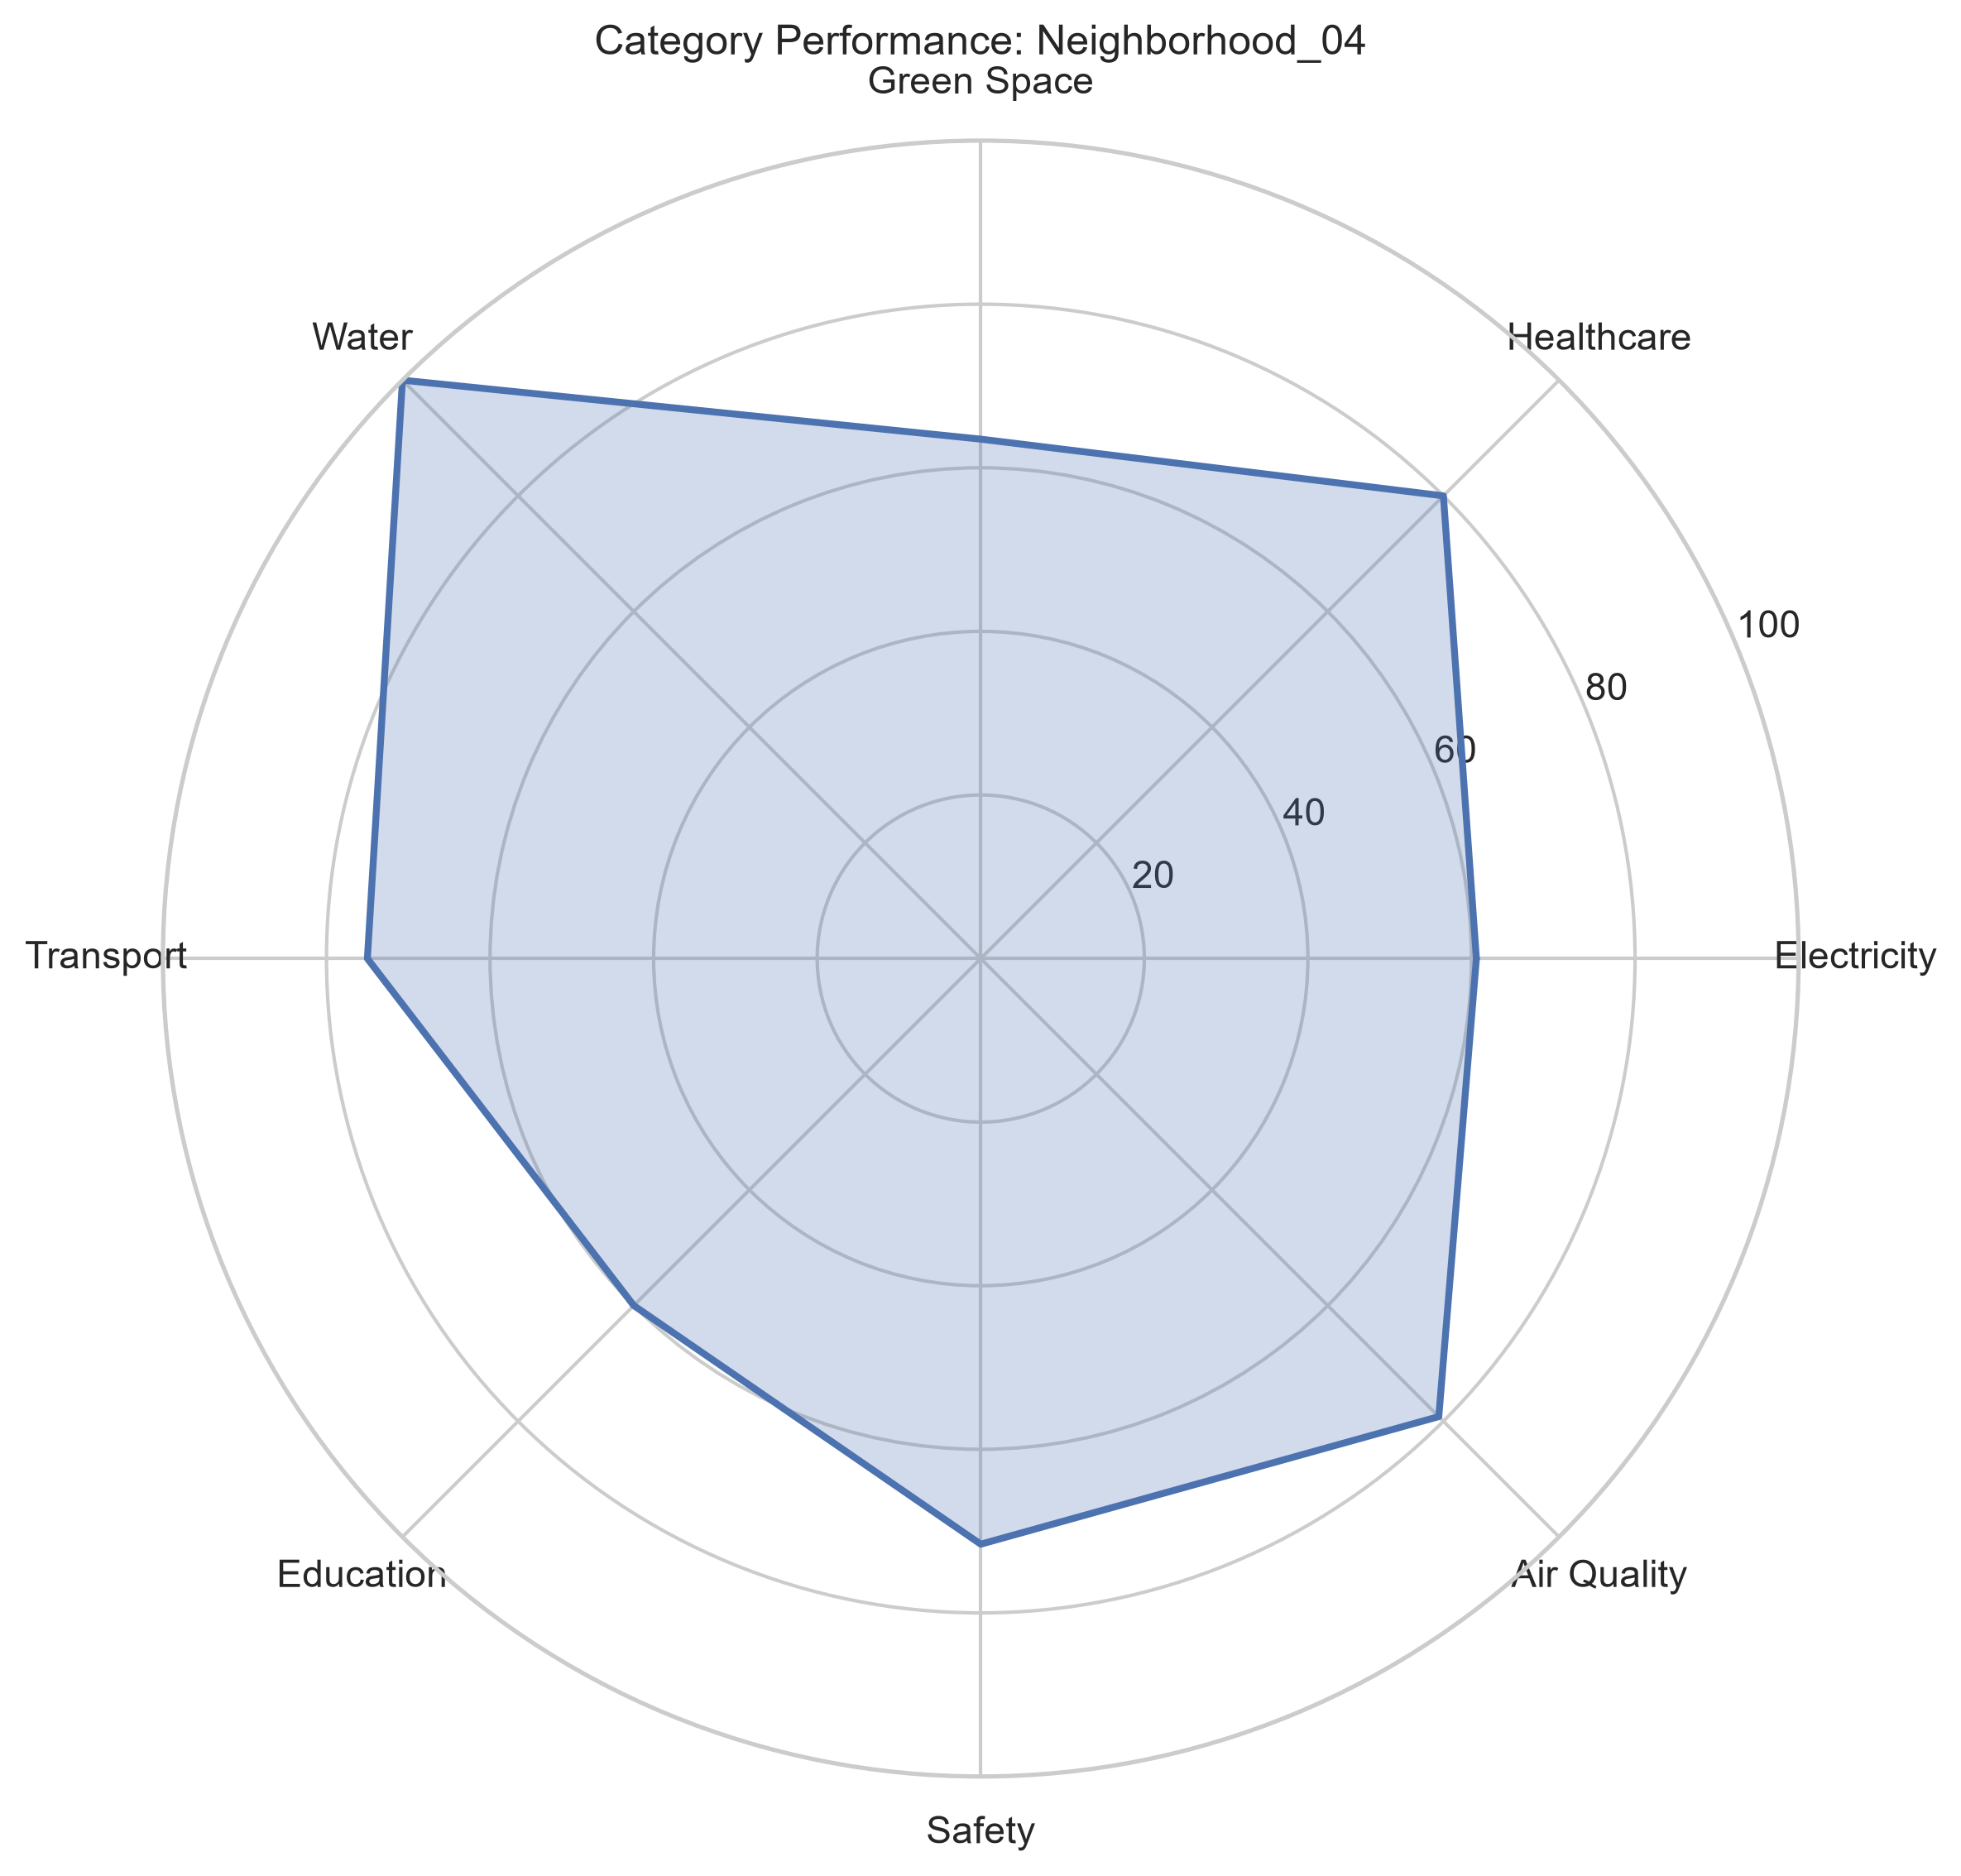 Category Performance: Neighborhood_04
Green Space
Water
Healthcare
100
80
60
40
20
Transport
Electricity
Education
Air Quality
Safety